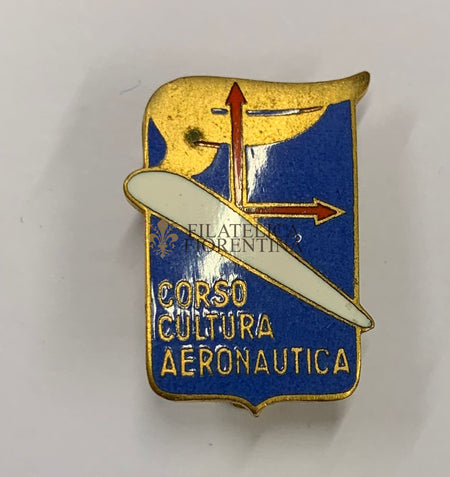 FILATELICA
FIORENTINA
CORSO
CULTURA
AERONAUTICA